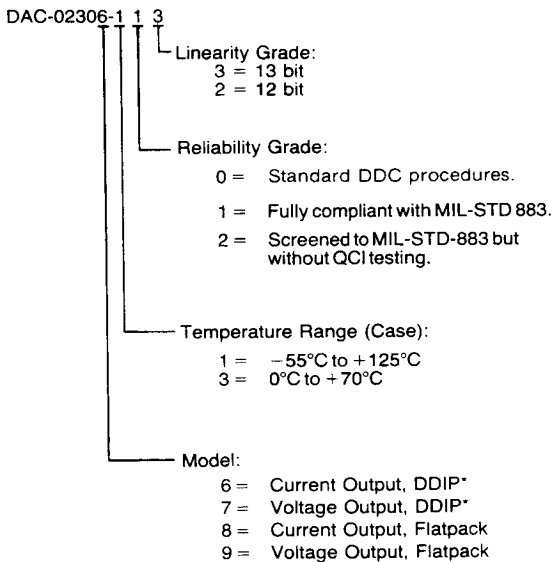 DAC-02306-1 1 3
Linearity Grade:
3 = 13 bit
2 = 12 bit
Reliability Grade:
0 = Standard DDC procedures.
1 = Fully compliant with MIL-STD 883.
2 = Screened to MIL-STD-883 but
without QCI testing.
Temperature Range (Case):
1 = −55°C to +125°C
3 = 0°C to +70°C
Model:
6 = Current Output, DDIP*
7 = Voltage Output, DDIP*
8 = Current Output, Flatpack
9 = Voltage Output, Flatpack